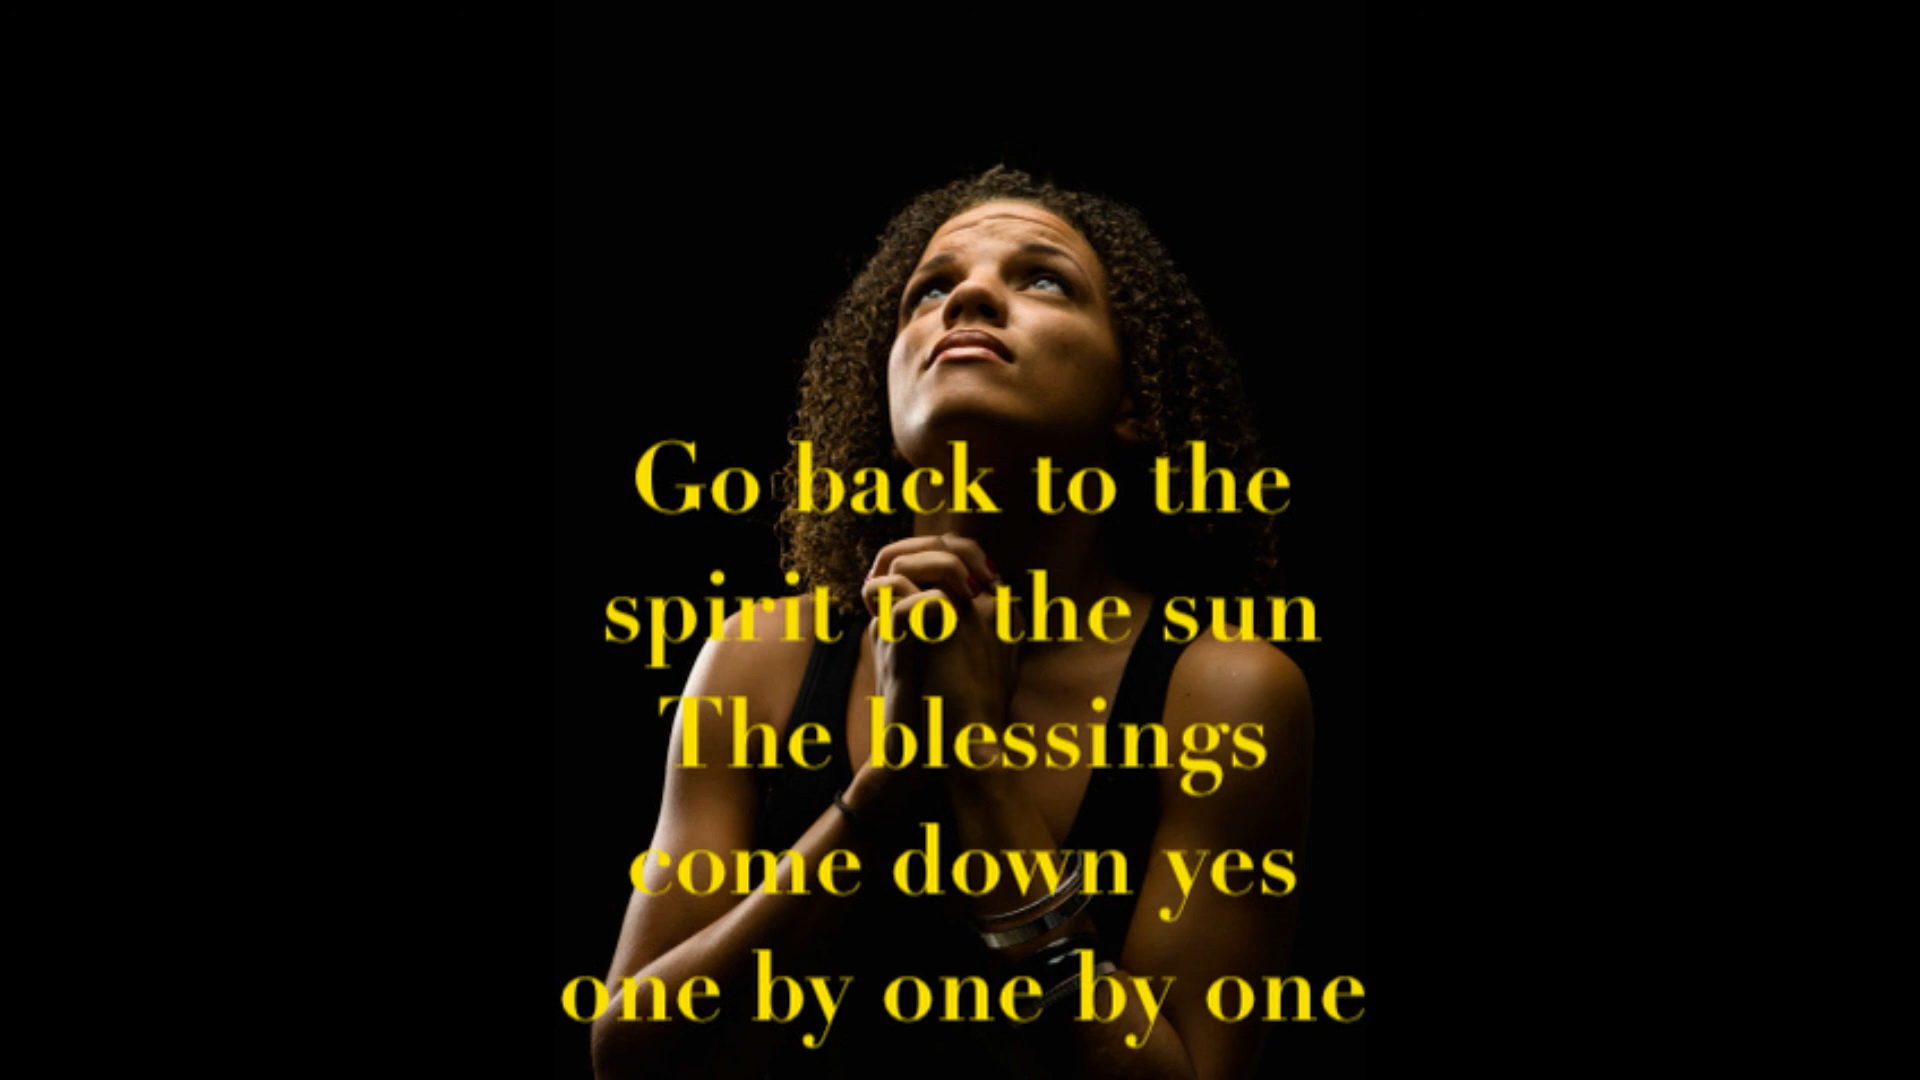 Go back to the
spirit to the sun
The blessings
come down yes
one by one by one